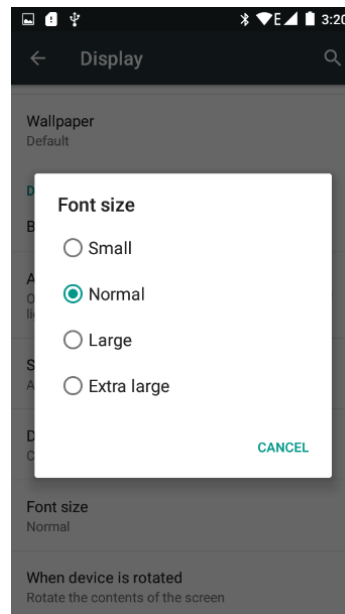 E 3:20
Display
Wallpaper
Default
D
Font size
B
Small
A
O
Normal
li
Large
S
A
Extra large
D
CANCEL
C
Font size
Normal
When device is rotated
Rotate the contents of the screen